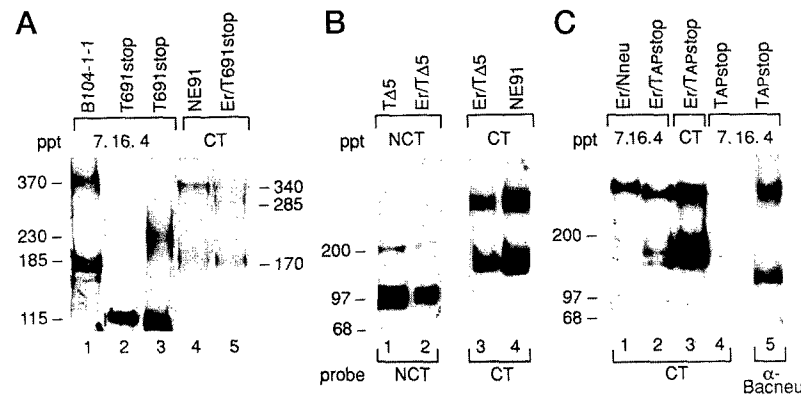 A
B104-1-1
T691stop
T691stop
NE91
Er/T691stop
ppt
7.16.4
CT
370 –
230 –
185 –
115 –
– 340
– 285
– 170
1 2 3 4 5
B
TΔ5
Er/TΔ5
Er/TΔ5
NE91
ppt
NCT
CT
200 –
97 –
68 –
1 2 3 4
probe
NCT
CT
C
Er/Nneu
Er/TAPstop
Er/TAPstop
TAPstop
TAPstop
ppt
7.16.4
CT
7.16.4
200 –
97 –
68 –
1 2 3 4 5
CT
α-
Bacneu